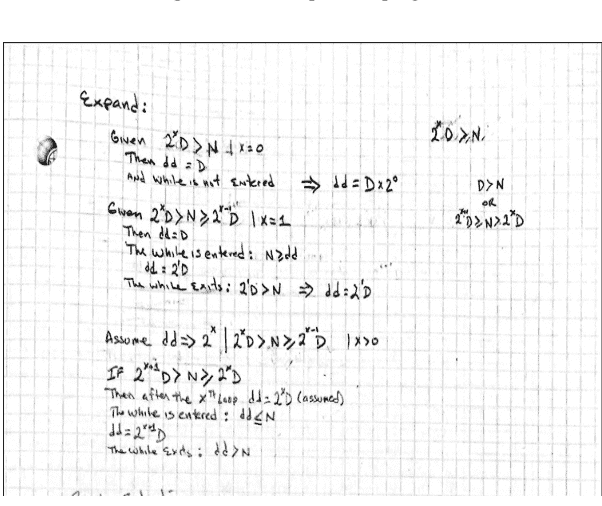 Expand:
Given 2^x D > N | x=0
Then dd = D
And while is not entered ⇒ dd = D x 2^0
Given 2^x D > N ≥ 2^x-1 D | x=1
Then dd=D
The while is entered: N≥dd
dd = 2^1 D
The while exits: 2^1 D > N ⇒ dd=2^1 D
Assume dd => 2^x | 2^x D > N ≥ 2^x-1 D | x>0
If 2^x+1 D > N ≥ 2^x D
Then after the x^th loop dd=2^x D (assumed)
The while is entered: dd≤N
dd=2^x+1 D
The while exits: dd>N
2^x D ≥ N
D>N
or
D≥N>2^x D